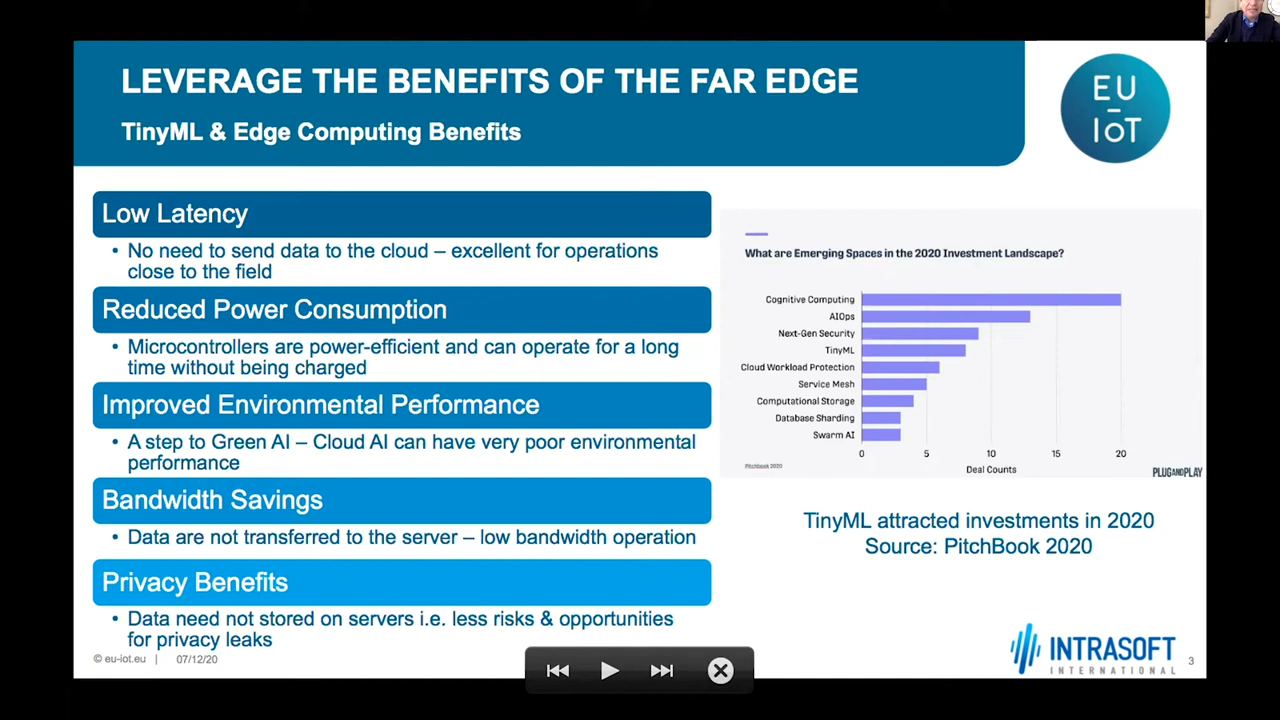 LEVERAGE THE BENEFITS OF THE FAR EDGE
TinyML & Edge Computing Benefits
EU
–
IoT
Low Latency
• No need to send data to the cloud – excellent for operations
close to the field
Reduced Power Consumption
• Microcontrollers are power-efficient and can operate for a long
time without being charged
Improved Environmental Performance
• A step to Green AI – Cloud AI can have very poor environmental
performance
Bandwidth Savings
• Data are not transferred to the server – low bandwidth operation
Privacy Benefits
• Data need not stored on servers i.e. less risks & opportunities
for privacy leaks
What are Emerging Spaces in the 2020 Investment Landscape?
Cognitive Computing
AIOps
Next-Gen Security
TinyML
Cloud Workload Protection
Service Mesh
Computational Storage
Database Sharding
Swarm AI
0 5 10 15 20
Deal Counts
Pitchbook 2020
PLUGANDPLAY
TinyML attracted investments in 2020
Source: PitchBook 2020
© eu-iot.eu | 07/12/20
INTRASOFT
INTERNATIONAL
3